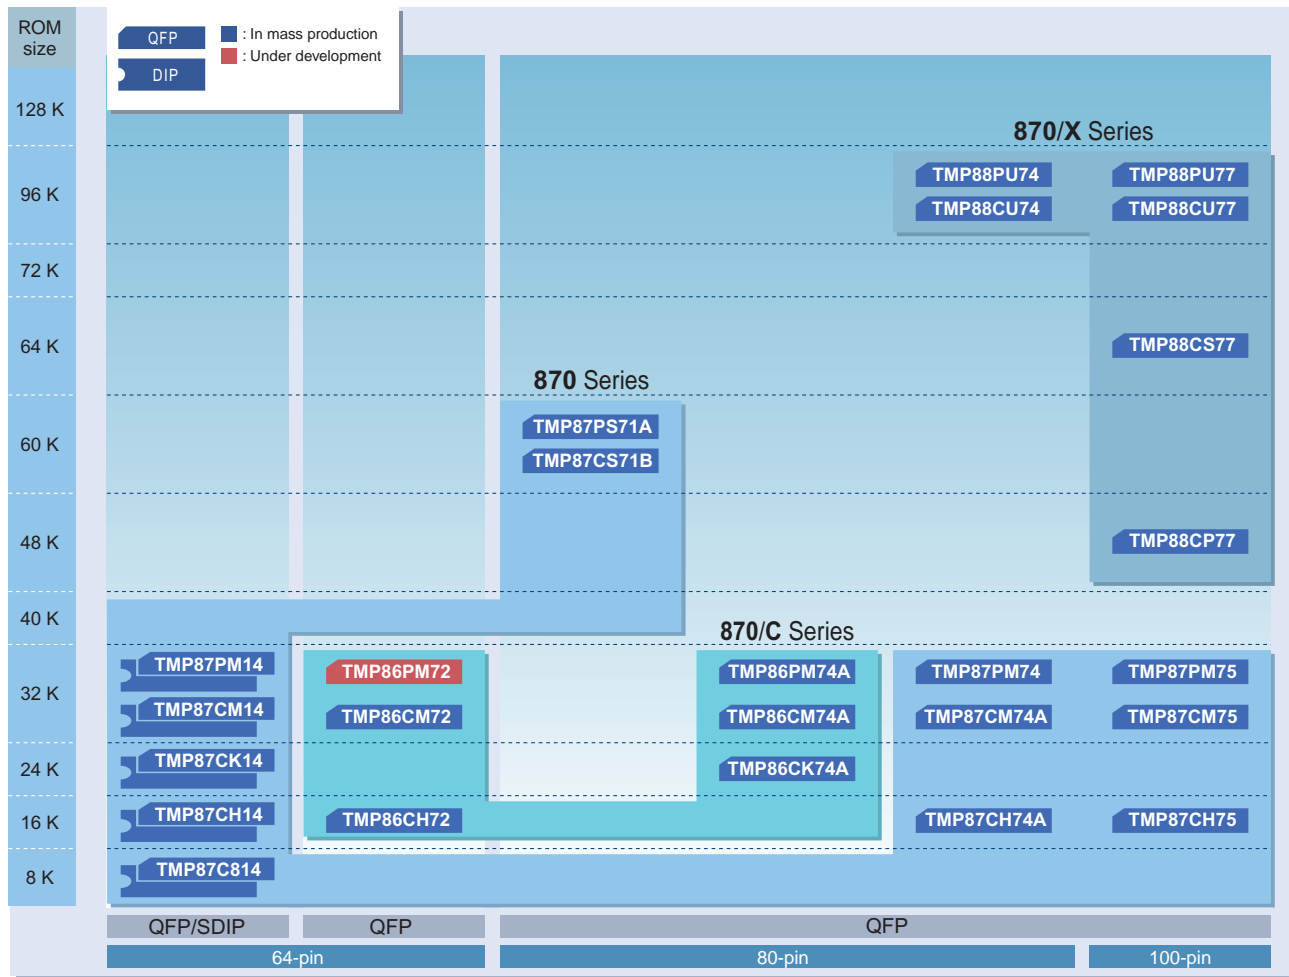 ROM
size
QFP
DIP
: In mass production
: Under development
128 K
870/X Series
96 K
TMP88PU74
TMP88PU77
TMP88CU74
TMP88CU77
72 K
64 K
TMP88CS77
870 Series
60 K
TMP87PS71A
TMP87CS71B
48 K
TMP88CP77
40 K
870/C Series
32 K
TMP87PM14
TMP86PM72
TMP86PM74A
TMP87PM74
TMP87PM75
TMP87CM14
TMP86CM72
TMP86CM74A
TMP87CM74A
TMP87CM75
24 K
TMP87CK14
TMP86CK74A
16 K
TMP87CH14
TMP86CH72
TMP87CH74A
TMP87CH75
8 K
TMP87C814
QFP/SDIP
QFP
QFP
64-pin
80-pin
100-pin